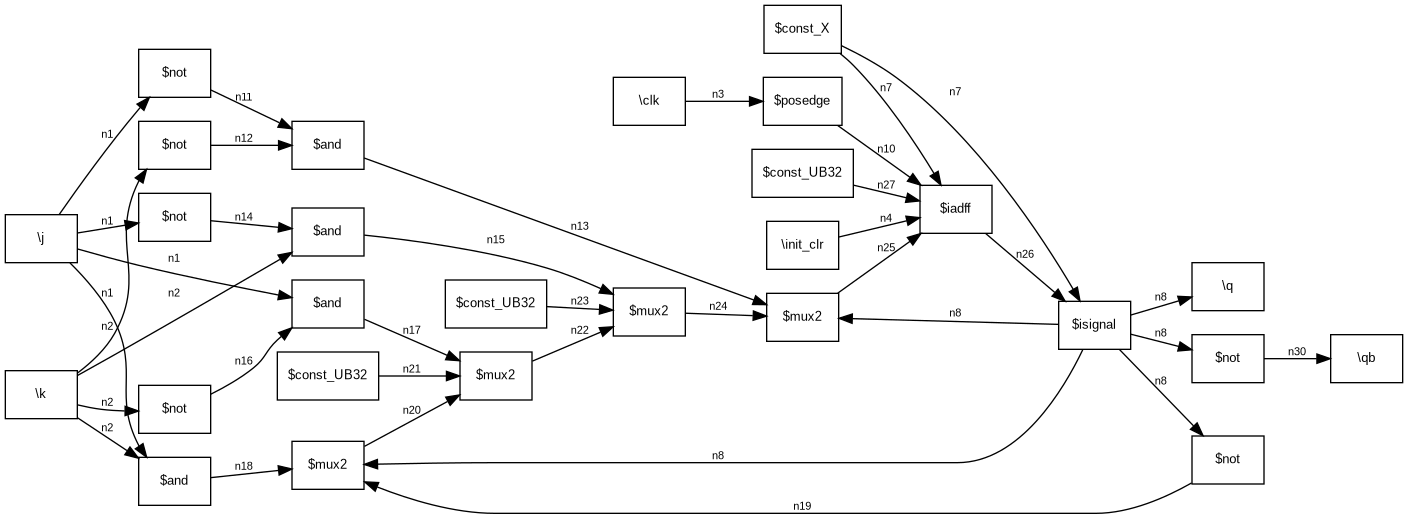 $const_X
$not
n11
n7
n7
\clk
n3
$posedge
n1
$not
n12
$and
n10
$const_UB32
n27
$not
n14
$iadff
n4
\j
n1
$and
n13
n15
\init_clr
n25
n26
n1
n2
$and
$const_UB32
n23
$mux2
n24
$mux2
n8
$isignal
n8
\q
n1
n2
n17
n22
n8
$not
n30
\qb
n16
$const_UB32
n21
$mux2
n8
\k
n2
$not
n20
n2
$and
n18
$mux2
n8
$not
n19